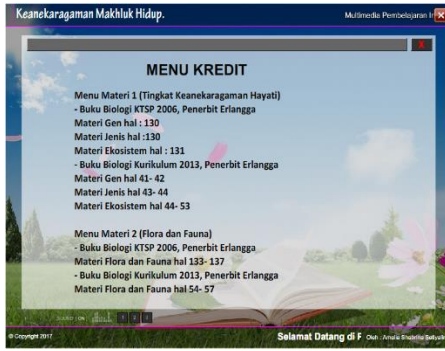 Keanekaragaman Makhluk Hidup.
Multimedia Pembelajaran
X
MENU KREDIT
Menu Materi 1 (Tingkat Keanekaragaman Hayati)
- Buku Biologi KTSP 2006, Penerbit Erlangga
Materi Gen hal : 130
Materi Jenis hal :130
Materi Ekosistem hal : 131
- Buku Biologi Kurikulum 2013, Penerbit Erlangga
Materi Gen hal 41- 42
Materi Jenis hal 43- 44
Materi Ekosistem hal 44- 53
Menu Materi 2 (Flora dan Fauna)
- Buku Biologi KTSP 2006, Penerbit Erlangga
Materi Flora dan Fauna hal 133- 137
- Buku Biologi Kurikulum 2013, Penerbit Erlangga
Materi Flora dan Fauna hal 54- 57
© Copyright 2017
Selamat Datang di
Oleh : Amalia